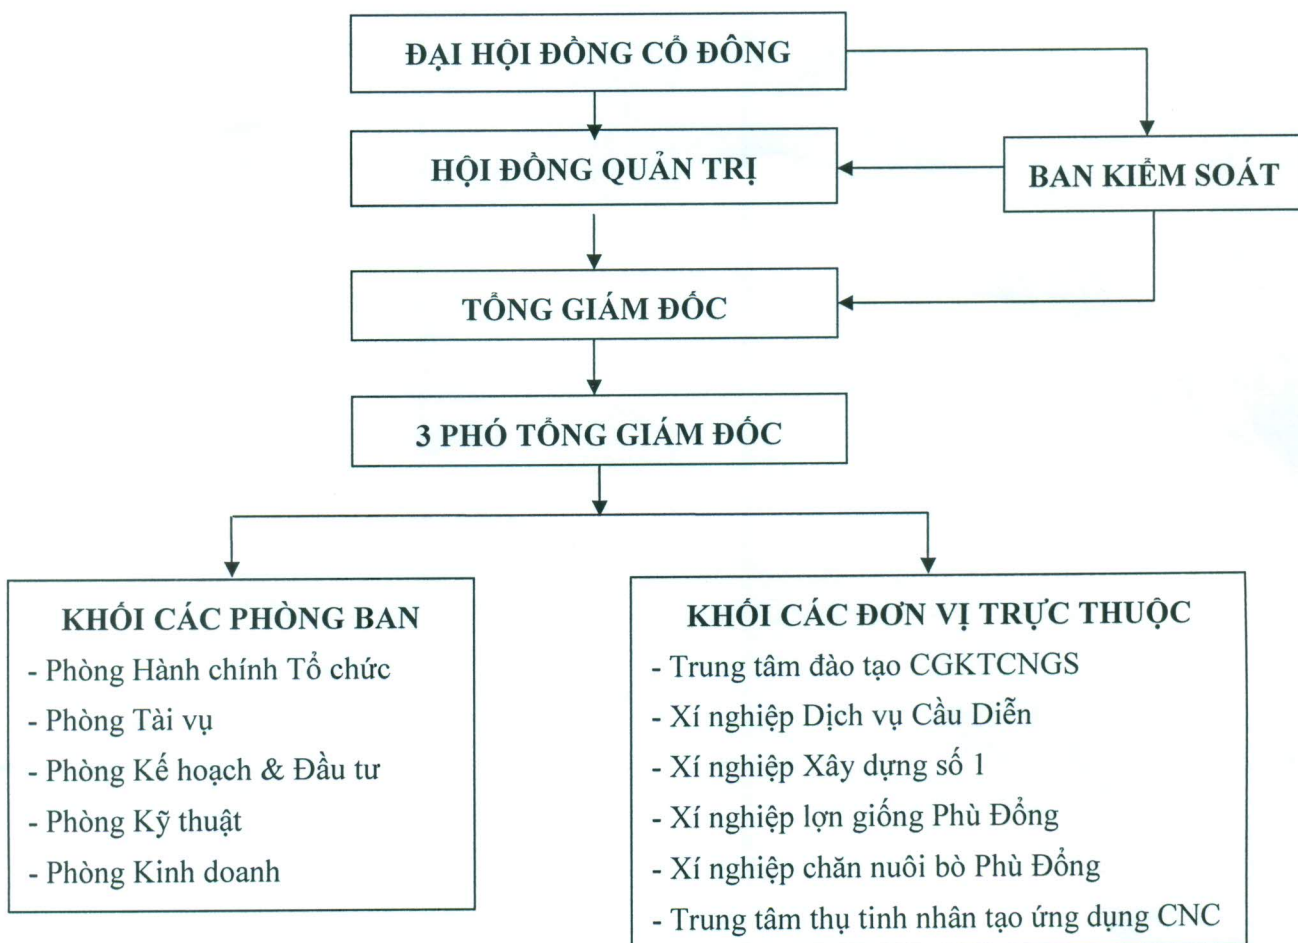 ĐẠI HỘI ĐỒNG CỔ ĐÔNG
HỘI ĐỒNG QUẢN TRỊ
BAN KIỂM SOÁT
TỔNG GIÁM ĐỐC
3 PHÓ TỔNG GIÁM ĐỐC
KHỐI CÁC PHÒNG BAN
- Phòng Hành chính Tổ chức
- Phòng Tài vụ
- Phòng Kế hoạch & Đầu tư
- Phòng Kỹ thuật
- Phòng Kinh doanh
KHỐI CÁC ĐƠN VỊ TRỰC THUỘC
- Trung tâm đào tạo CGKTCNGS
- Xí nghiệp Dịch vụ Cầu Diễn
- Xí nghiệp Xây dựng số 1
- Xí nghiệp lợn giống Phù Đổng
- Xí nghiệp chăn nuôi bò Phù Đổng
- Trung tâm thụ tinh nhân tạo ứng dụng CNC